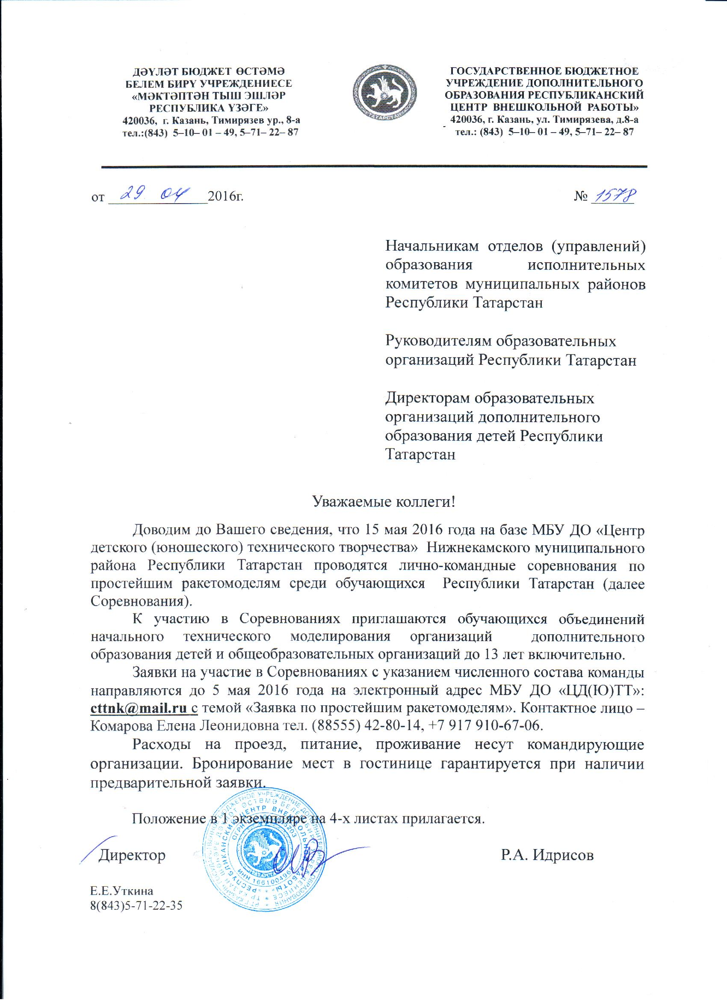 ДӘҮЛӘТ БЮДЖЕТ ӨСТӘМӘ
БЕЛЕМ БИРҮ УЧРЕЖДЕНИЕСЕ
«МӘКТӘПТӘН ТЫШ ЭШЛӘР
РЕСПУБЛИКА ҮЗӘГЕ»
420036, г. Казань, Тимирязев ур., 8-а
тел.:(843) 5–10– 01 – 49, 5–71– 22– 87
ТАТАРСТАН
ГОСУДАРСТВЕННОЕ БЮДЖЕТНОЕ
УЧРЕЖДЕНИЕ ДОПОЛНИТЕЛЬНОГО
ОБРАЗОВАНИЯ РЕСПУБЛИКАНСКИЙ
ЦЕНТР ВНЕШКОЛЬНОЙ РАБОТЫ»
420036, г. Казань, ул. Тимирязева, д.8-а
тел.: (843) 5–10– 01 – 49, 5–71– 22– 87
от 29 04 2016г.
№ 1578
Начальникам отделов (управлений)
образования исполнительных
комитетов муниципальных районов
Республики Татарстан
Руководителям образовательных
организаций Республики Татарстан
Директорам образовательных
организаций дополнительного
образования детей Республики
Татарстан
Уважаемые коллеги!
Доводим до Вашего сведения, что 15 мая 2016 года на базе МБУ ДО «Центр
детского (юношеского) технического творчества» Нижнекамского муниципального
района Республики Татарстан проводятся лично-командные соревнования по
простейшим ракетомоделям среди обучающихся Республики Татарстан (далее
Соревнования).
К участию в Соревнованиях приглашаются обучающихся объединений
начального технического моделирования организаций дополнительного
образования детей и общеобразовательных организаций до 13 лет включительно.
Заявки на участие в Соревнованиях с указанием численного состава команды
направляются до 5 мая 2016 года на электронный адрес МБУ ДО «ЦД(Ю)ТТ»:
cttnk@mail.ru с темой «Заявка по простейшим ракетомоделям». Контактное лицо –
Комарова Елена Леонидовна тел. (88555) 42-80-14, +7 917 910-67-06.
Расходы на проезд, питание, проживание несут командирующие
организации. Бронирование мест в гостинице гарантируется при наличии
предварительной заявки.
Положение в 1 экземпляре на 4-х листах прилагается.
Директор
Р.А. Идрисов
ИНН 1661004966
Е.Е.Уткина
8(843)5-71-22-35